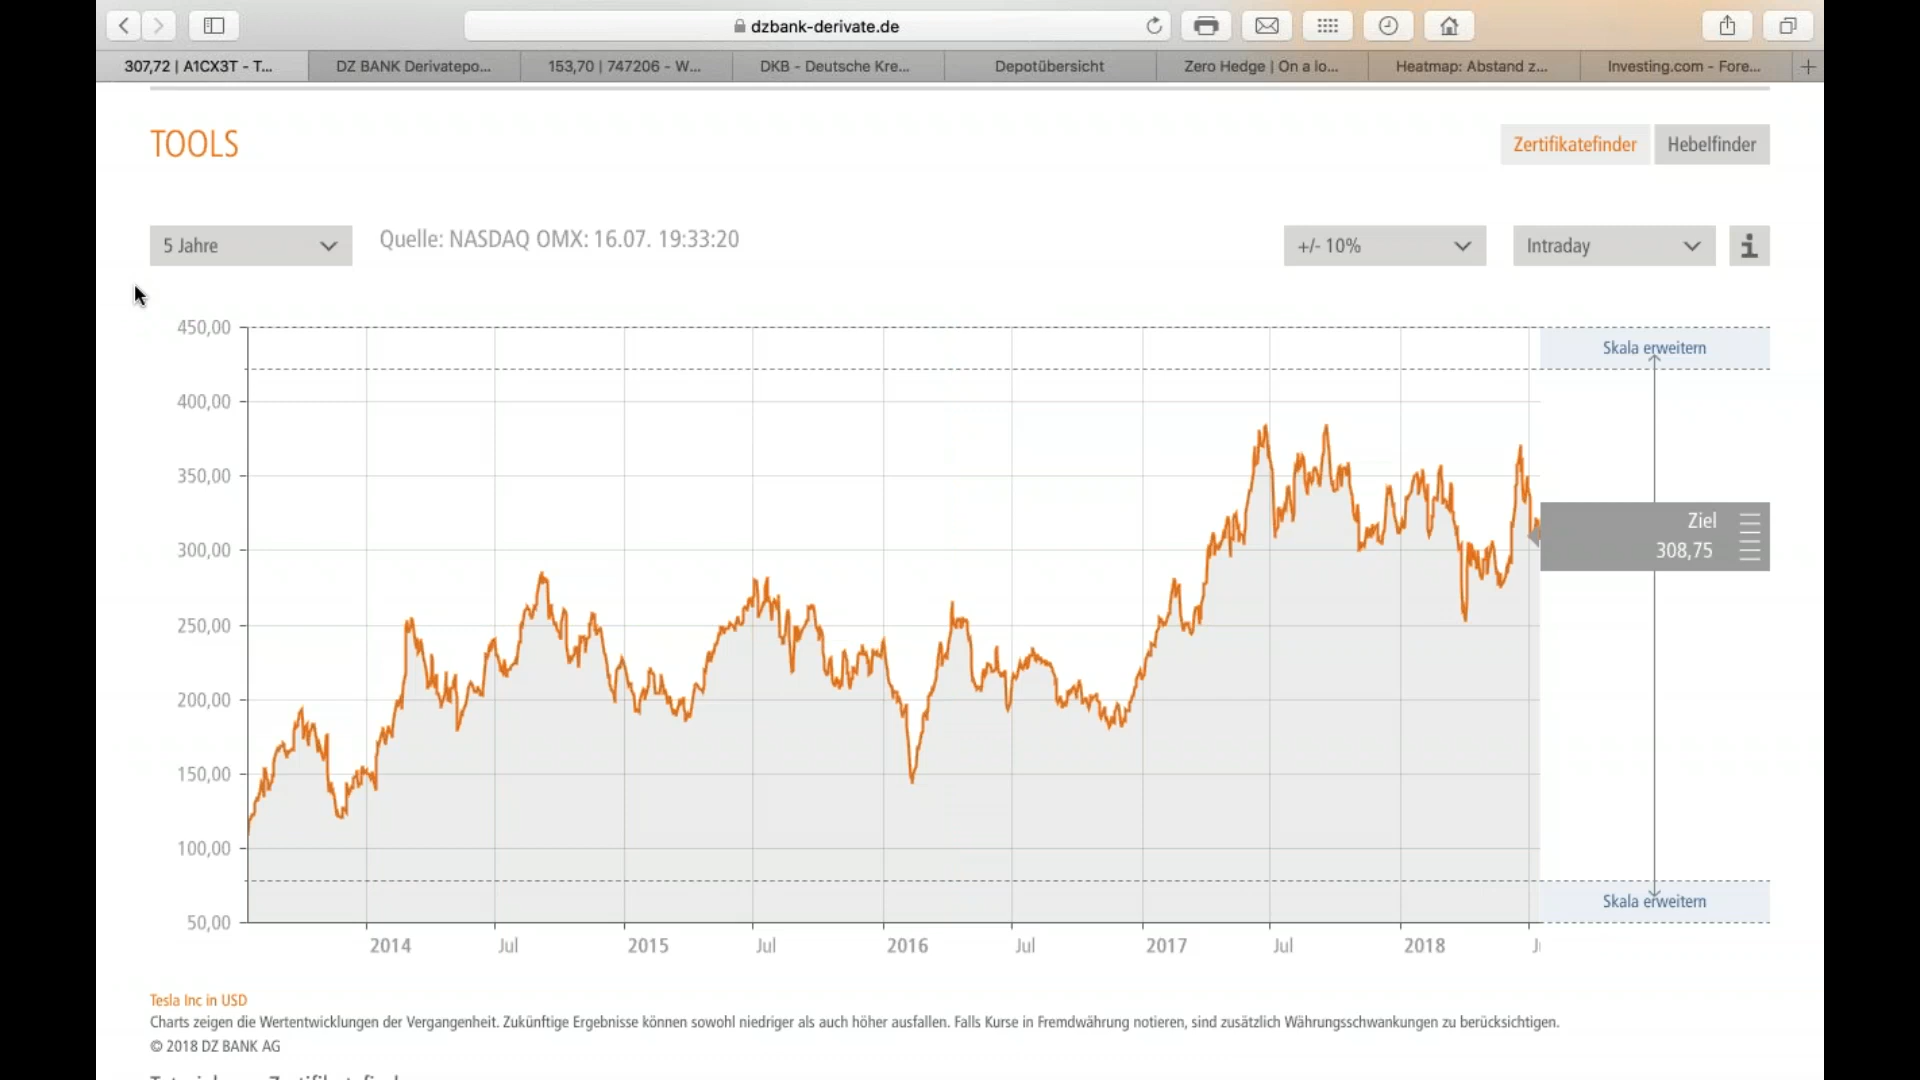 dzbank-derivate.de
307,72 | A1CX3T - T...
DZ BANK Derivatepo...
153,70 | 747206 - W...
DKB - Deutsche Kre...
Depotübersicht
Zero Hedge | On a lo...
Heatmap: Abstand z...
Investing.com - Fore...
TOOLS
Zertifikatefinder
Hebelfinder
5 Jahre
Quelle: NASDAQ OMX: 16.07. 19:33:20
+/- 10%
Intraday
450,00
400,00
350,00
300,00
250,00
200,00
150,00
100,00
50,00
Skala erweitern
Ziel
308,75
Skala erweitern
2014
Jul
2015
Jul
2016
Jul
2017
Jul
2018
Tesla Inc in USD
Charts zeigen die Wertentwicklungen der Vergangenheit. Zukünftige Ergebnisse können sowohl niedriger als auch höher ausfallen. Falls Kurse in Fremdwährung notieren, sind zusätzlich Währungsschwankungen zu berücksichtigen.
© 2018 DZ BANK AG